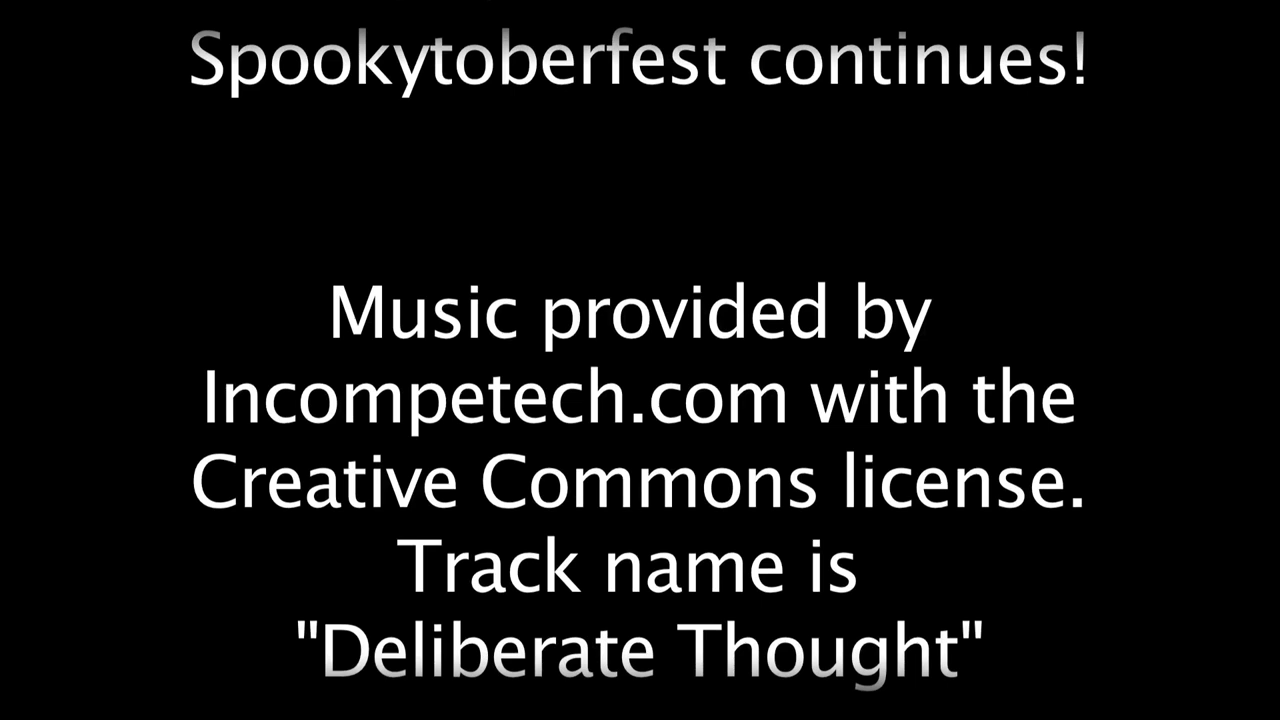 Spookytoberfest continues!
Music provided by
Incompetech.com with the
Creative Commons license.
Track name is
"Deliberate Thought"